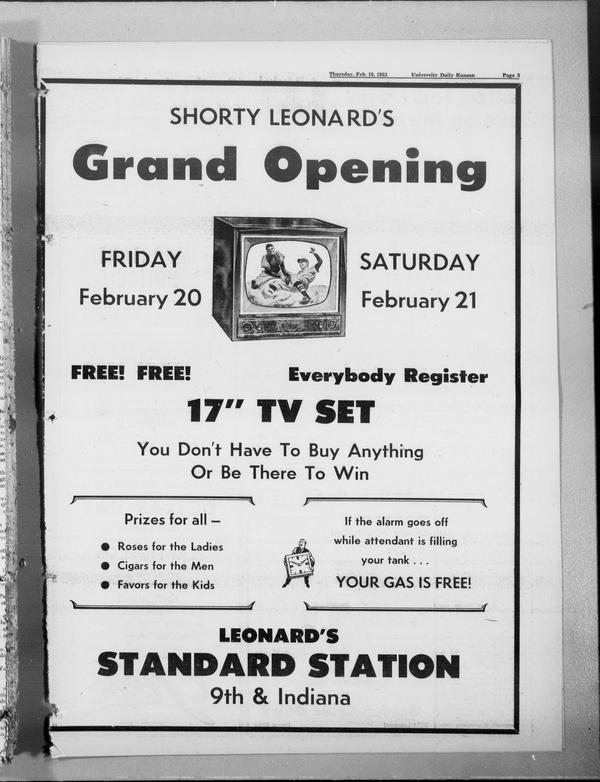 Thursday, Feb. 19, 1953 University Daily Kansan Page 3
SHORTY LEONARD'S
Grand Opening
FRIDAY
February 20
SATURDAY
February 21
FREE! FREE! Everybody Register
17" TV SET
You Don't Have To Buy Anything
Or Be There To Win
Prizes for all –
● Roses for the Ladies
● Cigars for the Men
● Favors for the Kids
If the alarm goes off
while attendant is filling
your tank . . .
YOUR GAS IS FREE!
LEONARD'S
STANDARD STATION
9th & Indiana